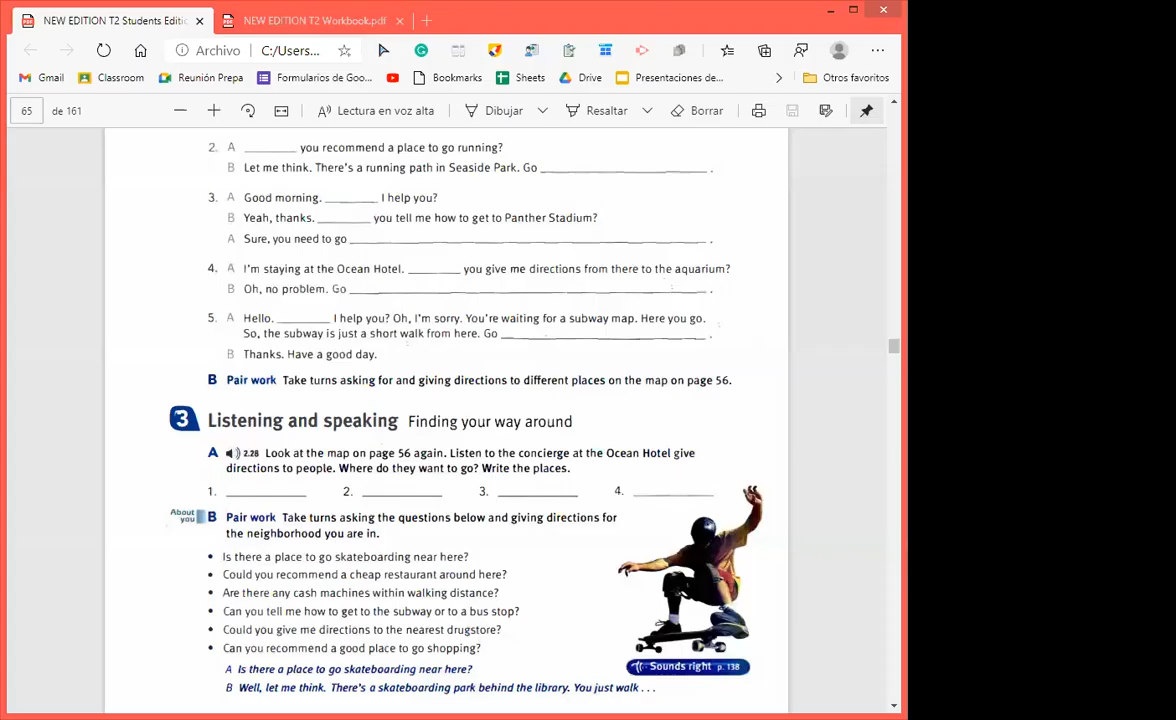 NEW EDITION T2 Students Editio
NEW EDITION T2 Workbook.pdf
Archivo
C:/Users...
Gmail
Classroom
Reunión Prepa
Formularios de Goo...
Bookmarks
Sheets
Drive
Presentaciones de...
Otros favoritos
65 de 161
Lectura en voz alta
Dibujar
Resaltar
Borrar
2. A ________ you recommend a place to go running?
B Let me think. There's a running path in Seaside Park. Go ________ .
3. A Good morning. ________ I help you?
B Yeah, thanks. ________ you tell me how to get to Panther Stadium?
A Sure, you need to go ________ .
4. A I'm staying at the Ocean Hotel. ________ you give me directions from there to the aquarium?
B Oh, no problem. Go ________ .
5. A Hello. ________ I help you? Oh, I'm sorry. You're waiting for a subway map. Here you go.
So, the subway is just a short walk from here. Go ________ .
B Thanks. Have a good day.
B Pair work Take turns asking for and giving directions to different places on the map on page 56.
3 Listening and speaking Finding your way around
A 2.28 Look at the map on page 56 again. Listen to the concierge at the Ocean Hotel give
directions to people. Where do they want to go? Write the places.
1. ________ 2. ________ 3. ________ 4. ________
About
you
B Pair work Take turns asking the questions below and giving directions for
the neighborhood you are in.
• Is there a place to go skateboarding near here?
• Could you recommend a cheap restaurant around here?
• Are there any cash machines within walking distance?
• Can you tell me how to get to the subway or to a bus stop?
• Could you give me directions to the nearest drugstore?
• Can you recommend a good place to go shopping?
A Is there a place to go skateboarding near here?
B Well, let me think. There's a skateboarding park behind the library. You just walk . . .
Sounds right p. 138